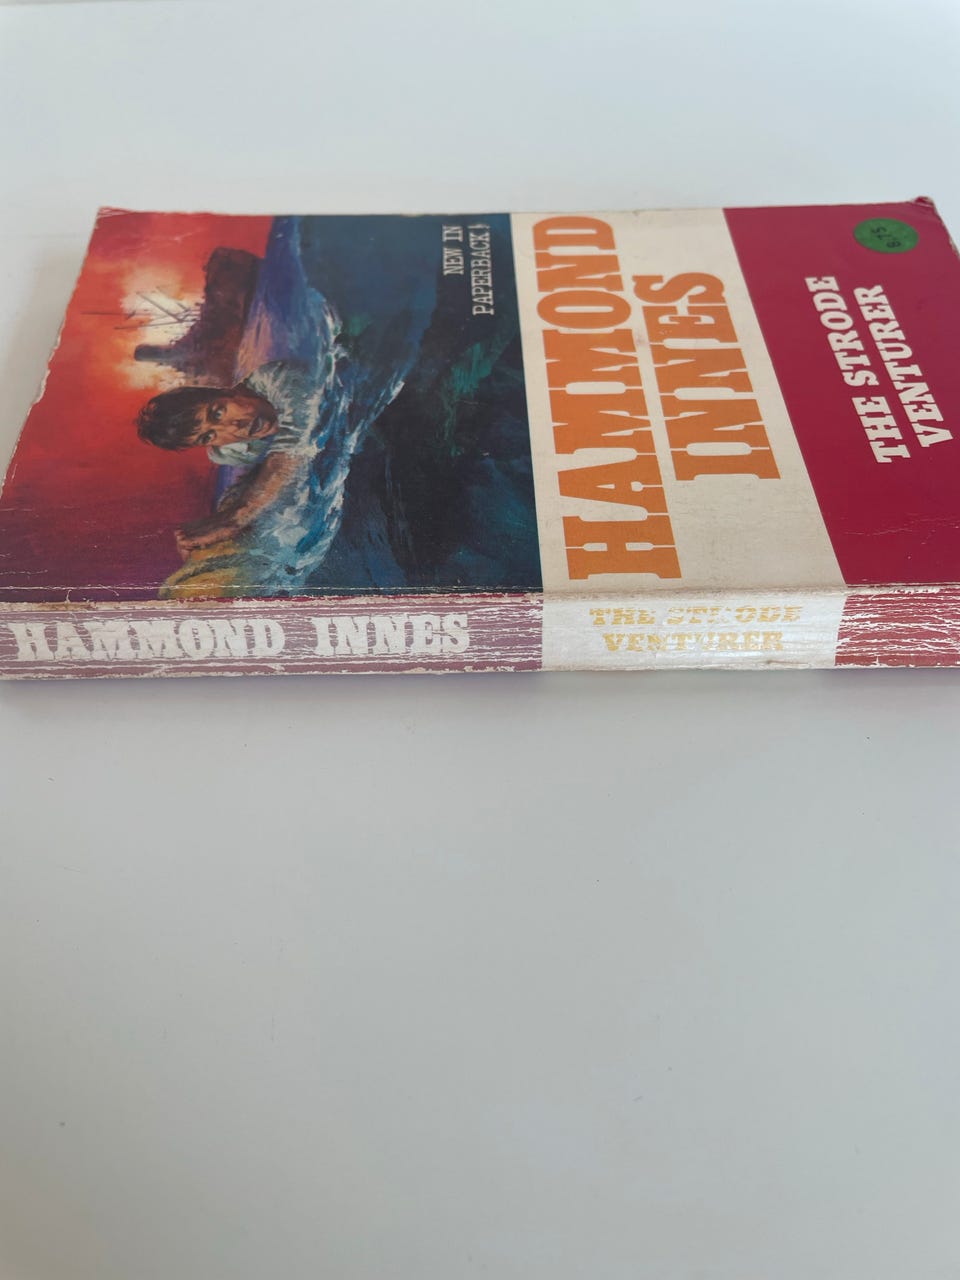 NEW IN
PAPERBACK!
HAMMOND
INNES
THE STRODE
VENTURER
HAMMOND INNES
THE STRODE
VENTURER